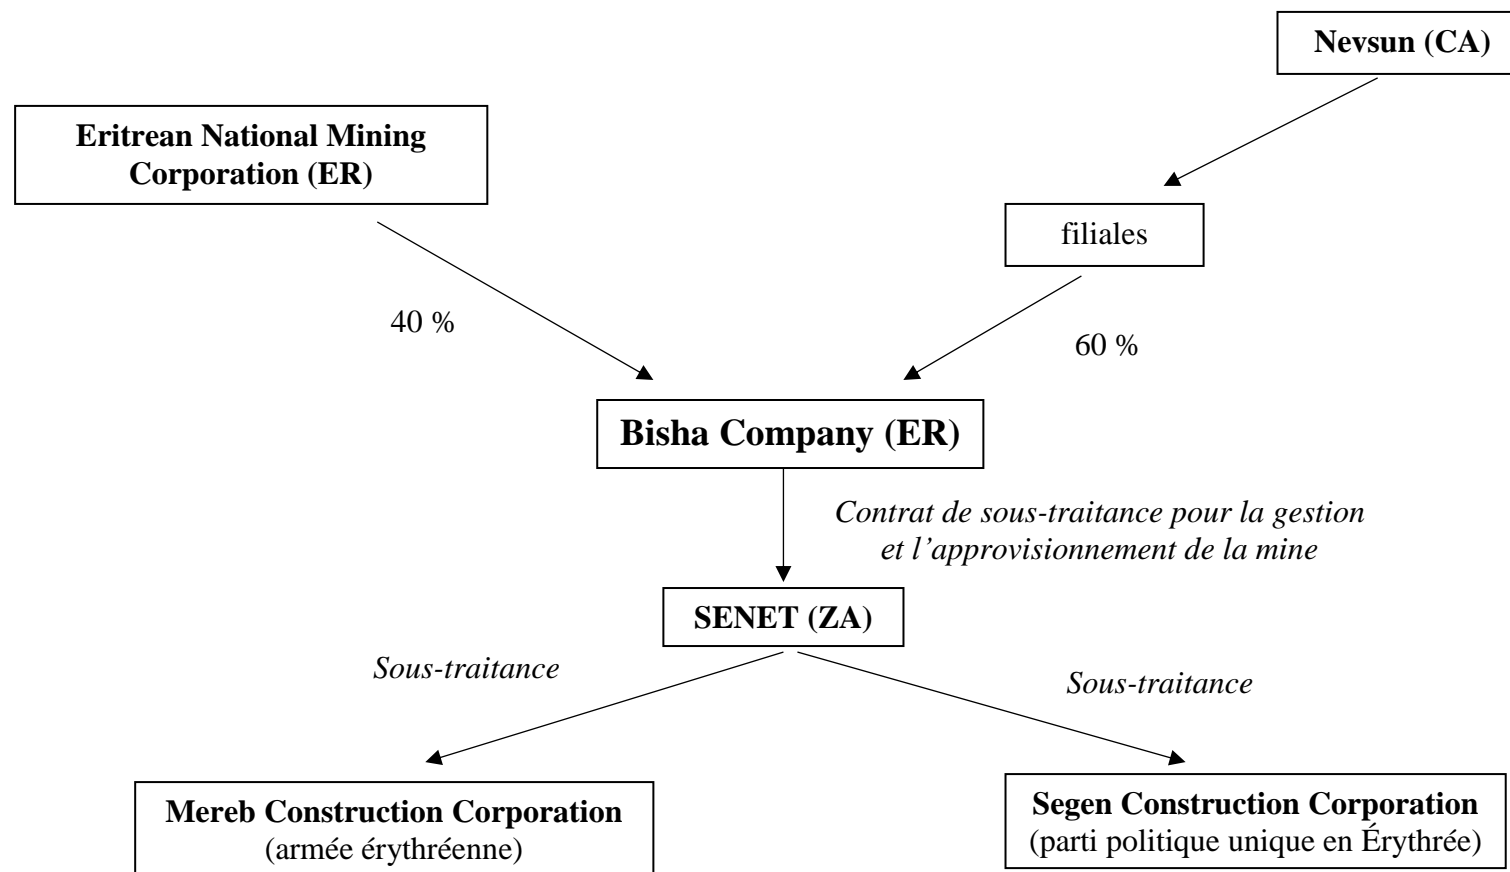 Nevsun (CA)
Eritrean National Mining
Corporation (ER)
filiales
40 %
60 %
Bisha Company (ER)
Contrat de sous-traitance pour la gestion
et l’approvisionnement de la mine
SENET (ZA)
Sous-traitance
Sous-traitance
Mereb Construction Corporation
(armée érythréenne)
Segen Construction Corporation
(parti politique unique en Érythrée)